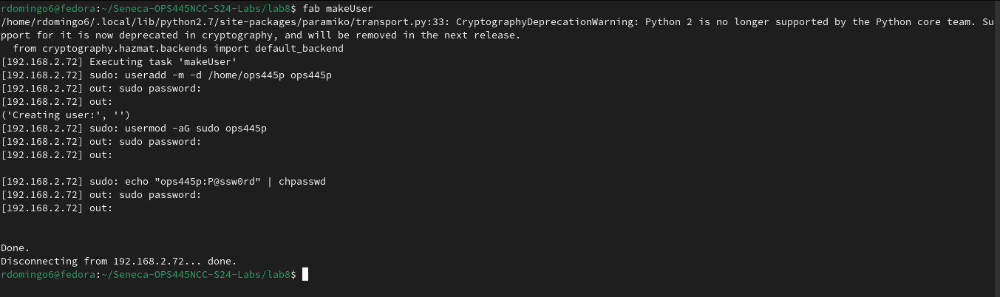 rdomingo6@fedora:~/Seneca-OPS445NCC-S24-Labs/lab8$ fab makeUser
/home/rdomingo6/.local/lib/python2.7/site-packages/paramiko/transport.py:33: CryptographyDeprecationWarning: Python 2 is no longer supported by the Python core team. Su
pport for it is now deprecated in cryptography, and will be removed in the next release.
  from cryptography.hazmat.backends import default_backend
[192.168.2.72] Executing task 'makeUser'
[192.168.2.72] sudo: useradd -m -d /home/ops445p ops445p
[192.168.2.72] out: sudo password:
[192.168.2.72] out:
('Creating user:', '')
[192.168.2.72] sudo: usermod -aG sudo ops445p
[192.168.2.72] out: sudo password:
[192.168.2.72] out:
[192.168.2.72] sudo: echo "ops445p:P@ssw0rd" | chpasswd
[192.168.2.72] out: sudo password:
[192.168.2.72] out:
Done.
Disconnecting from 192.168.2.72... done.
rdomingo6@fedora:~/Seneca-OPS445NCC-S24-Labs/lab8$